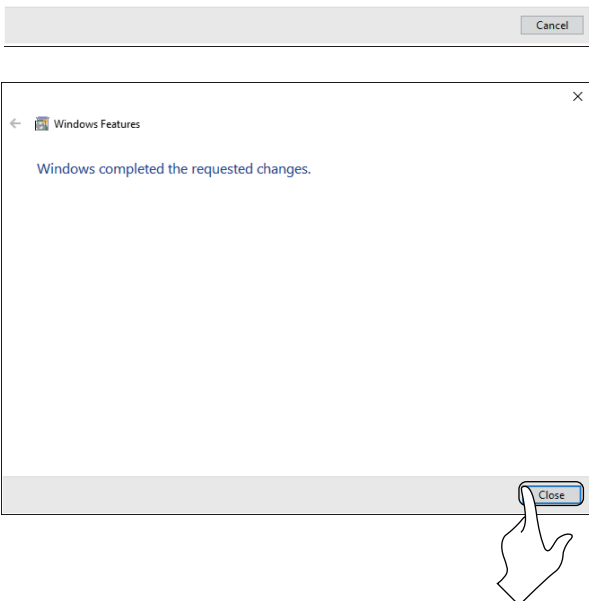 Cancel
Windows Features
Windows completed the requested changes.
Close